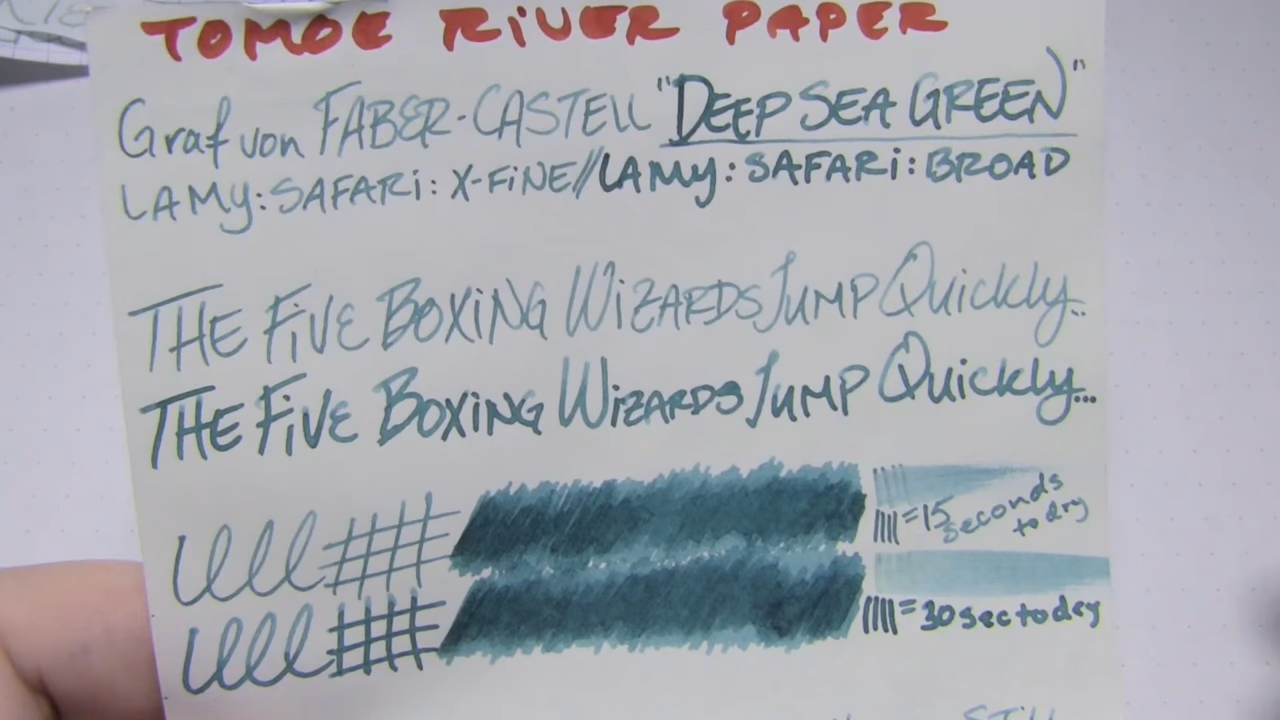 TOMOE RiVER PAPER
Graf von FABER-CASTELL "DEEP SEA GREEN"
LAMY:SAFARi: X-FiNE//LAMY: SAFARi: BROAD
THE FiVE BOXiNG WiZARDS JUMP QuickLy..
THE FiVE BOXiNG WiZARDS JUMP QuickLy...
=15 seconds
to dry
=30 sec to dry
STiLL